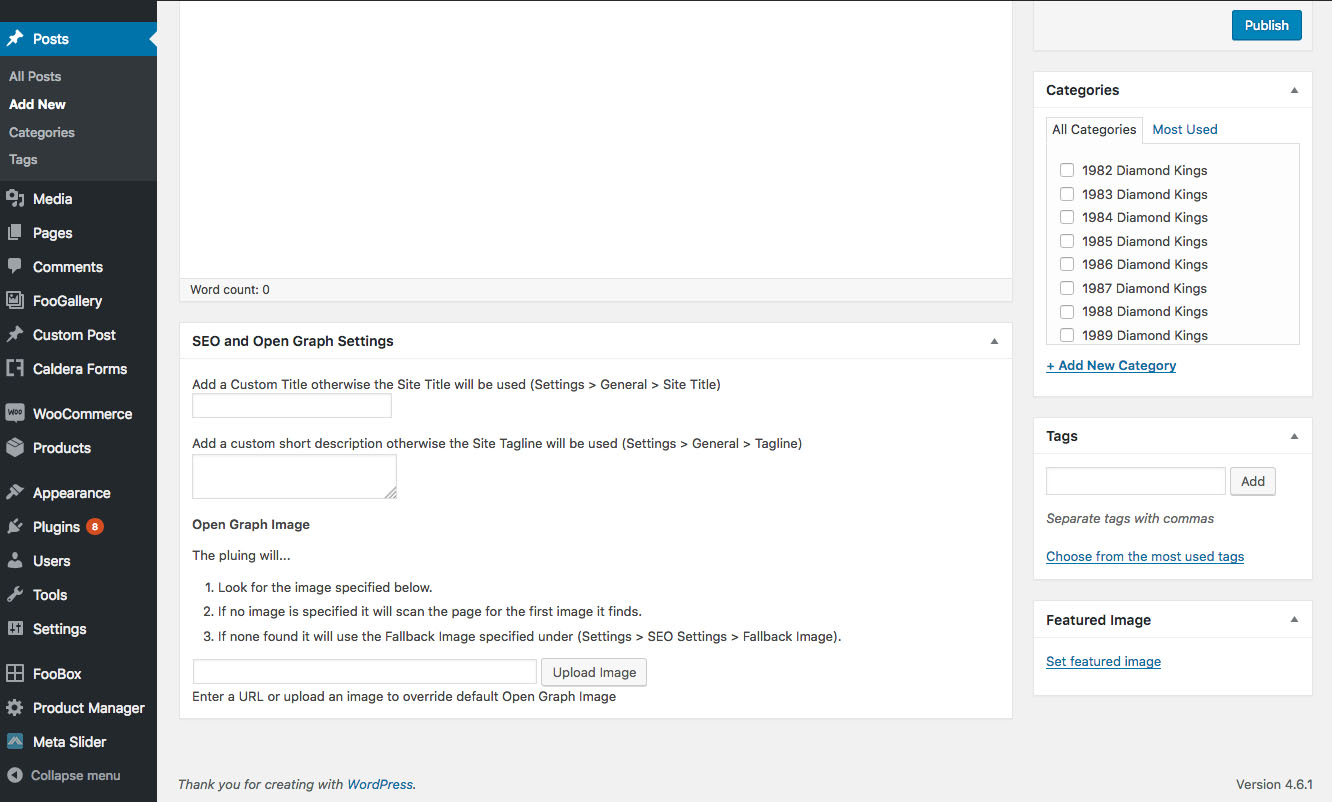 Posts
All Posts
Add New
Categories
Tags
Media
Pages
Comments
FooGallery
Custom Post
Caldera Forms
WOO WooCommerce
Products
Appearance
Plugins 8
Users
Tools
Settings
FooBox
Product Manager
Meta Slider
Collapse menu
Word count: 0
SEO and Open Graph Settings
Add a Custom Title otherwise the Site Title will be used (Settings > General > Site Title)
Add a custom short description otherwise the Site Tagline will be used (Settings > General > Tagline)
Open Graph Image
The pluing will...
1. Look for the image specified below.
2. If no image is specified it will scan the page for the first image it finds.
3. If none found it will use the Fallback Image specified under (Settings > SEO Settings > Fallback Image).
Upload Image
Enter a URL or upload an image to override default Open Graph Image
Publish
Categories
All Categories Most Used
1982 Diamond Kings
1983 Diamond Kings
1984 Diamond Kings
1985 Diamond Kings
1986 Diamond Kings
1987 Diamond Kings
1988 Diamond Kings
1989 Diamond Kings
+ Add New Category
Tags
Add
Separate tags with commas
Choose from the most used tags
Featured Image
Set featured image
Thank you for creating with WordPress.
Version 4.6.1